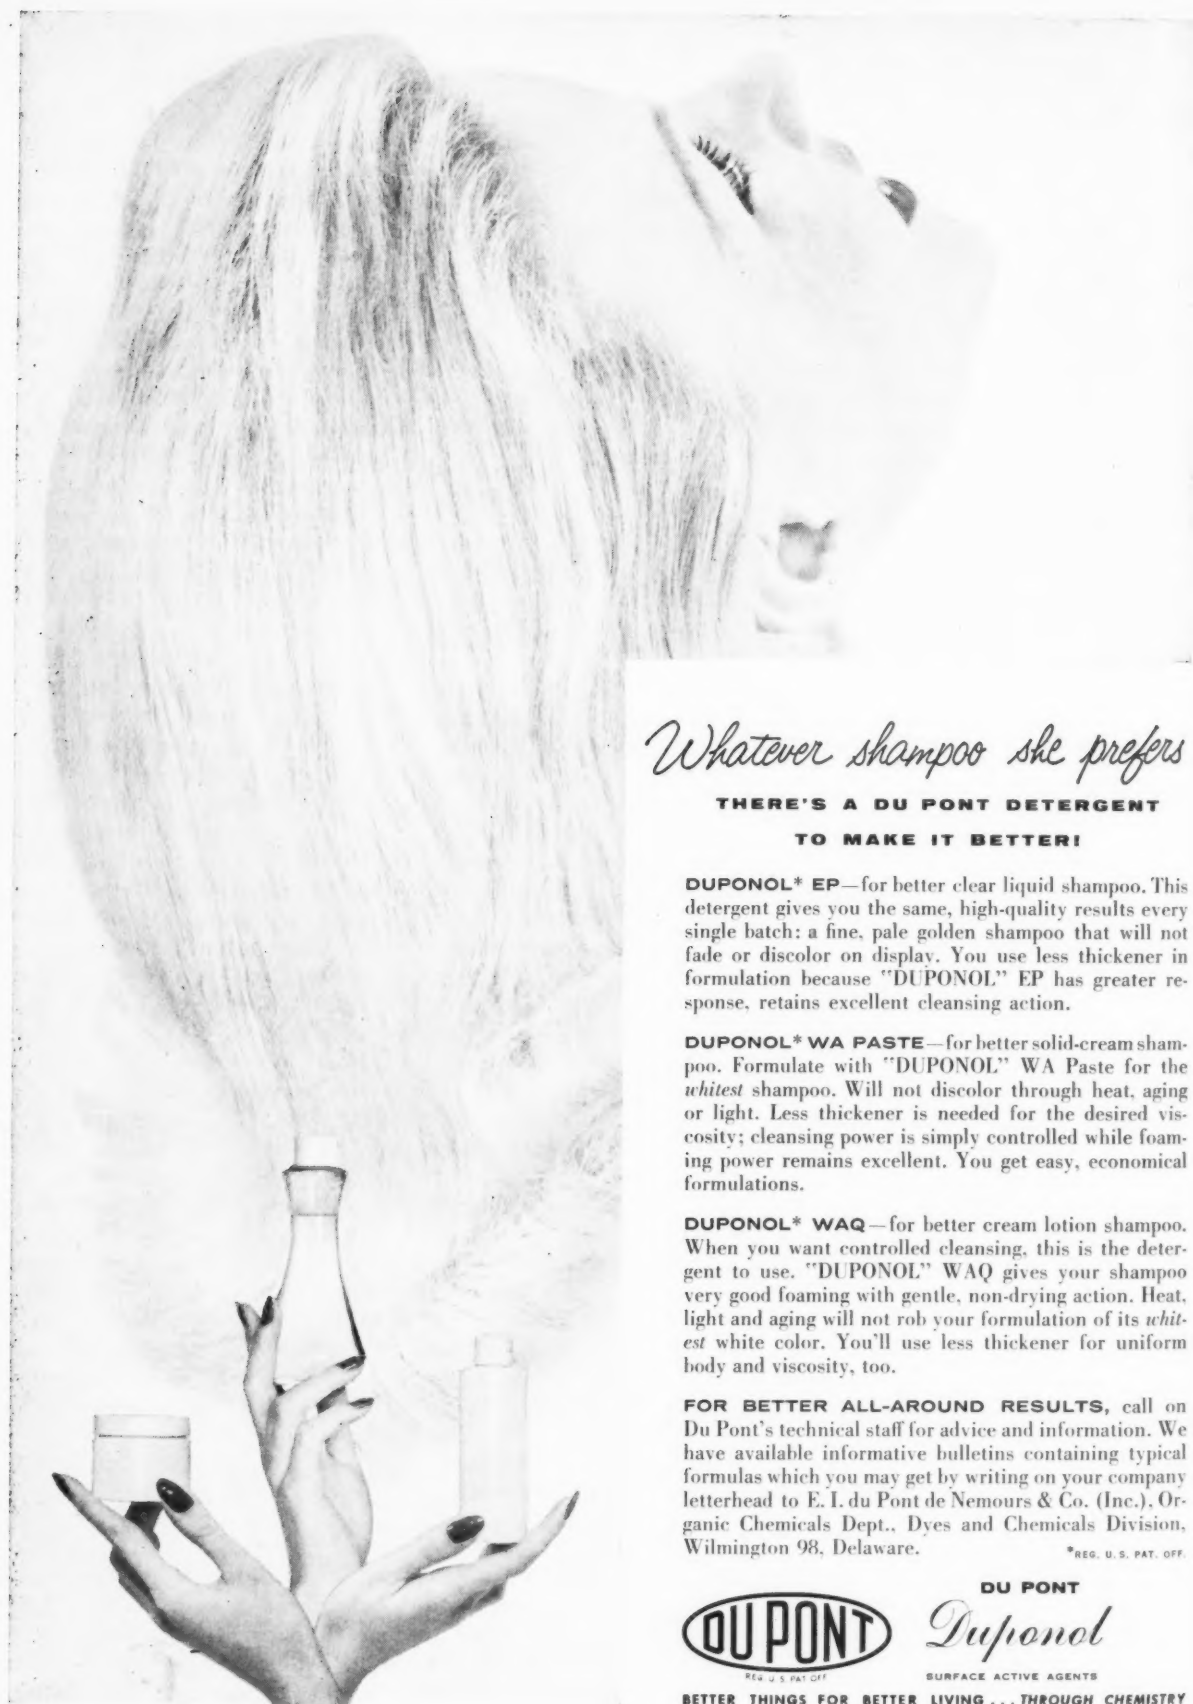 Whatever shampoo she prefers
THERE'S A DU PONT DETERGENT
TO MAKE IT BETTER!
DUPONOL* EP—for better clear liquid shampoo. This
detergent gives you the same, high-quality results every
single batch: a fine, pale golden shampoo that will not
fade or discolor on display. You use less thickener in
formulation because "DUPONOL" EP has greater re-
sponse, retains excellent cleansing action.
DUPONOL* WA PASTE—for better solid-cream sham-
poo. Formulate with "DUPONOL" WA Paste for the
whitest shampoo. Will not discolor through heat, aging
or light. Less thickener is needed for the desired vis-
cosity; cleansing power is simply controlled while foam-
ing power remains excellent. You get easy, economical
formulations.
DUPONOL* WAQ—for better cream lotion shampoo.
When you want controlled cleansing, this is the deter-
gent to use. "DUPONOL" WAQ gives your shampoo
very good foaming with gentle, non-drying action. Heat,
light and aging will not rob your formulation of its whit-
est white color. You'll use less thickener for uniform
body and viscosity, too.
FOR BETTER ALL-AROUND RESULTS, call on
Du Pont's technical staff for advice and information. We
have available informative bulletins containing typical
formulas which you may get by writing on your company
letterhead to E. I. du Pont de Nemours & Co. (Inc.), Or-
ganic Chemicals Dept., Dyes and Chemicals Division,
Wilmington 98, Delaware.
*REG. U.S. PAT. OFF.
DU PONT
REG. U.S. PAT. OFF.
DU PONT
Duponol
SURFACE ACTIVE AGENTS
BETTER THINGS FOR BETTER LIVING . . . THROUGH CHEMISTRY